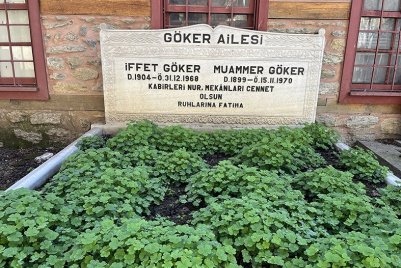 GÖKER AİLESİ
İFFET GÖKER MUAMMER GÖKER
D.1904-Ö.31.12.1968 D.1899-Ö.15.11.1970
KABİRLERİ NUR. MEKÂNLARI CENNET
OLSUN
RUHLARINA FATİHA